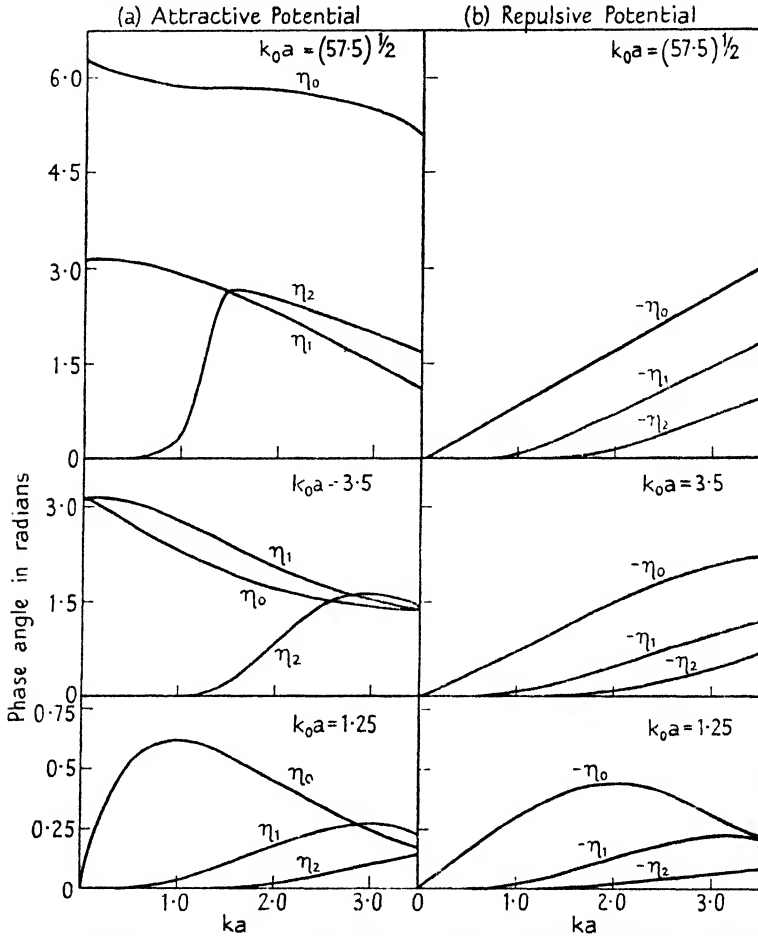 (a) Attractive Potential
(b) Repulsive Potential
k₀a = (57·5)^½
k₀a = (57·5)^½
6·0
4·5
3·0
1·5
0
η₀
η₂
η₁
-η₀
-η₁
-η₂
k₀a - 3·5
k₀a = 3·5
3·0
1·5
0
η₁
η₀
η₂
-η₀
-η₁
-η₂
Phase angle in radians
k₀a = 1·25
k₀a = 1·25
0·75
0·5
0·25
0
η₀
η₁
η₂
-η₀
-η₁
-η₂
1·0 2·0 3·0 0 1·0 2·0 3·0
ka
ka